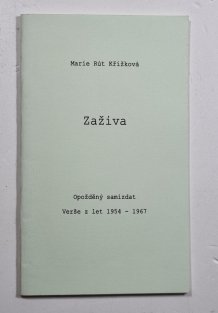 Marie Rút Křížková
Zaživa
Opožděný samizdat
Verše z let 1954 - 1967